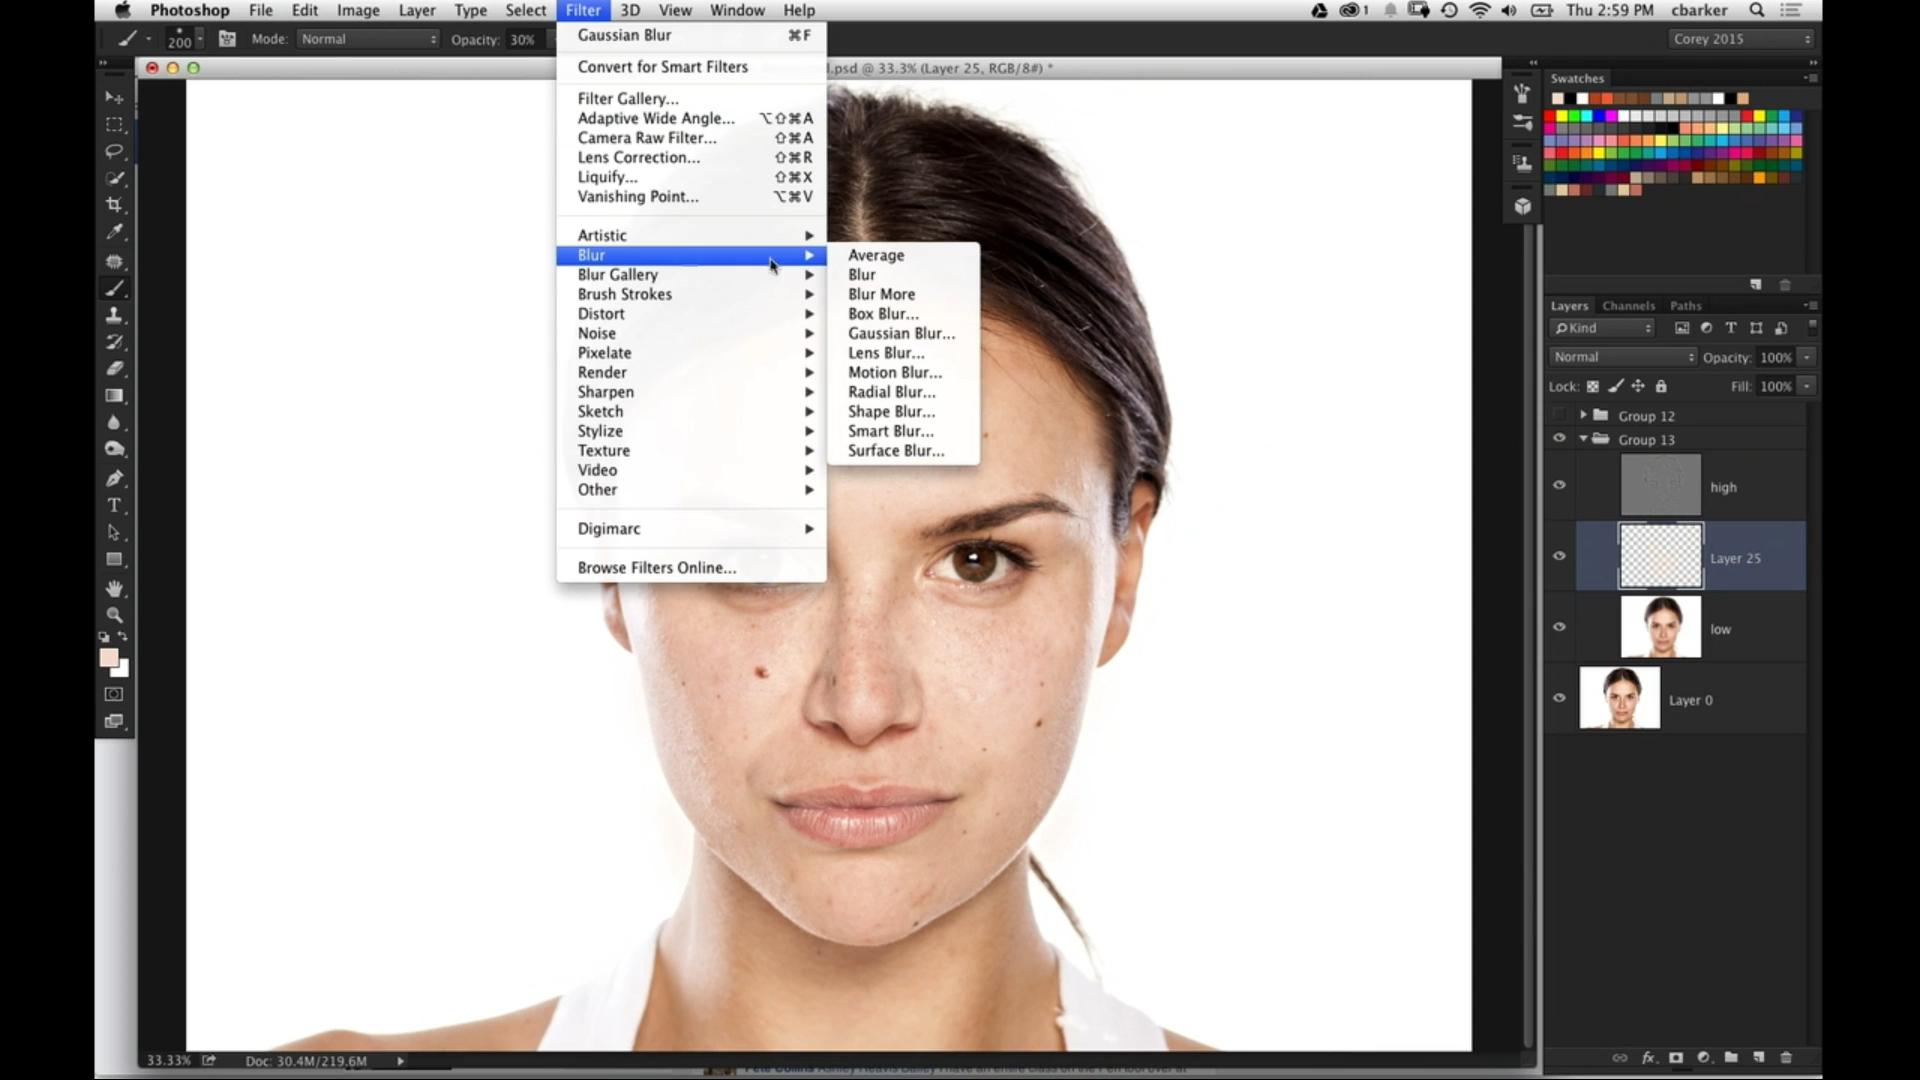 Photoshop File Edit Image Layer Type Select Filter 3D View Window Help 1 Thu 2:59 PM cbarker
200 Mode: Normal Opacity: 30% Corey 2015
.psd @ 33.3% (Layer 25, RGB/8#) *
Gaussian Blur ⌘F
Convert for Smart Filters
Filter Gallery...
Adaptive Wide Angle... ⌥⇧⌘A
Camera Raw Filter... ⇧⌘A
Lens Correction... ⇧⌘R
Liquify... ⇧⌘X
Vanishing Point... ⌥⌘V
Artistic
Blur
Blur Gallery
Brush Strokes
Distort
Noise
Pixelate
Render
Sharpen
Sketch
Stylize
Texture
Video
Other
Digimarc
Browse Filters Online...
Average
Blur
Blur More
Box Blur...
Gaussian Blur...
Lens Blur...
Motion Blur...
Radial Blur...
Shape Blur...
Smart Blur...
Surface Blur...
Swatches
Layers Channels Paths
Kind
Normal Opacity: 100%
Lock: Fill: 100%
Group 12
Group 13
high
Layer 25
low
Layer 0
33.33% Doc: 30.4M/219.6M